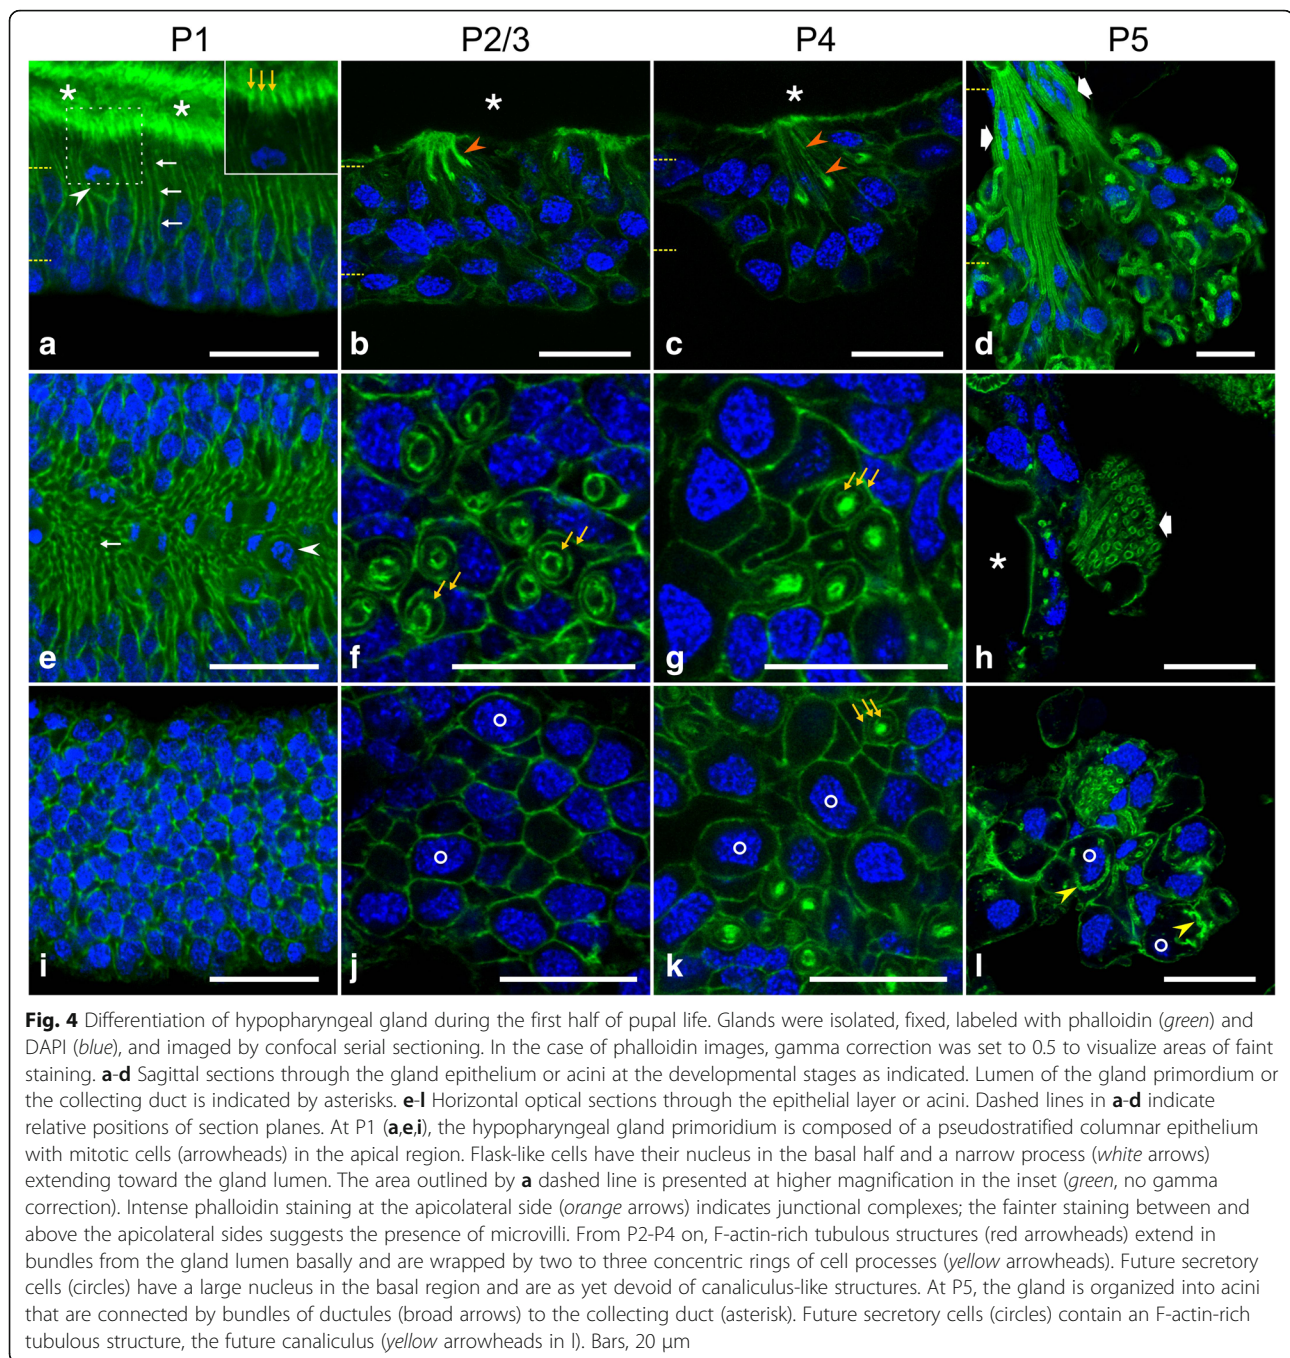 P1 P2/3 P4 P5
a b c d
e f g h
i j k l
Fig. 4 Differentiation of hypopharyngeal gland during the first half of pupal life. Glands were isolated, fixed, labeled with phalloidin (green) and
DAPI (blue), and imaged by confocal serial sectioning. In the case of phalloidin images, gamma correction was set to 0.5 to visualize areas of faint
staining. a-d Sagittal sections through the gland epithelium or acini at the developmental stages as indicated. Lumen of the gland primordium or
the collecting duct is indicated by asterisks. e-l Horizontal optical sections through the epithelial layer or acini. Dashed lines in a-d indicate
relative positions of section planes. At P1 (a,e,i), the hypopharyngeal gland primoridium is composed of a pseudostratified columnar epithelium
with mitotic cells (arrowheads) in the apical region. Flask-like cells have their nucleus in the basal half and a narrow process (white arrows)
extending toward the gland lumen. The area outlined by a dashed line is presented at higher magnification in the inset (green, no gamma
correction). Intense phalloidin staining at the apicolateral side (orange arrows) indicates junctional complexes; the fainter staining between and
above the apicolateral sides suggests the presence of microvilli. From P2-P4 on, F-actin-rich tubulous structures (red arrowheads) extend in
bundles from the gland lumen basally and are wrapped by two to three concentric rings of cell processes (yellow arrowheads). Future secretory
cells (circles) have a large nucleus in the basal region and are as yet devoid of canaliculus-like structures. At P5, the gland is organized into acini
that are connected by bundles of ductules (broad arrows) to the collecting duct (asterisk). Future secretory cells (circles) contain an F-actin-rich
tubulous structure, the future canaliculus (yellow arrowheads in l). Bars, 20 μm